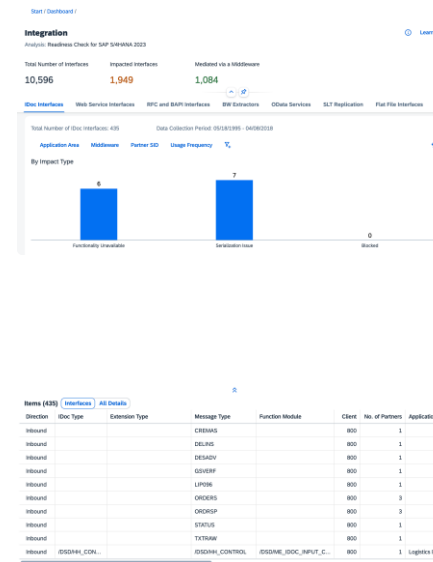 Start / Dashboard /
Integration
Learn
Analysis: Readiness Check for SAP S/4HANA 2023
Total Number of Interfaces Impacted Interfaces Mediated via a Middleware
10,596 1,949 1,084
IDoc Interfaces Web Service Interfaces RFC and BAPI Interfaces BW Extractors OData Services SLT Replication Flat File Interfaces
Total Number of IDoc Interfaces: 435 Data Collection Period: 05/18/1995 - 04/08/2018
Application Area Middleware Partner SID Usage Frequency
By Impact Type
6 7 0
Functionality Unavailable Serialization Issue Blocked
Items (435) Interfaces All Details
Direction IDoc Type Extension Type Message Type Function Module Client No. of Partners Applicatio
Inbound CREMAS 800 1
Inbound DELINS 800 1
Inbound DESADV 800 1
Inbound GSVERF 800 1
Inbound LIP096 800 1
Inbound ORDERS 800 3
Inbound ORDRSP 800 3
Inbound STATUS 800 1
Inbound TXTRAW 800 1
Inbound /DSD/HH_CON... /DSD/HH_CONTROL /DSD/ME_IDOC_INPUT_C... 800 1 Logistics